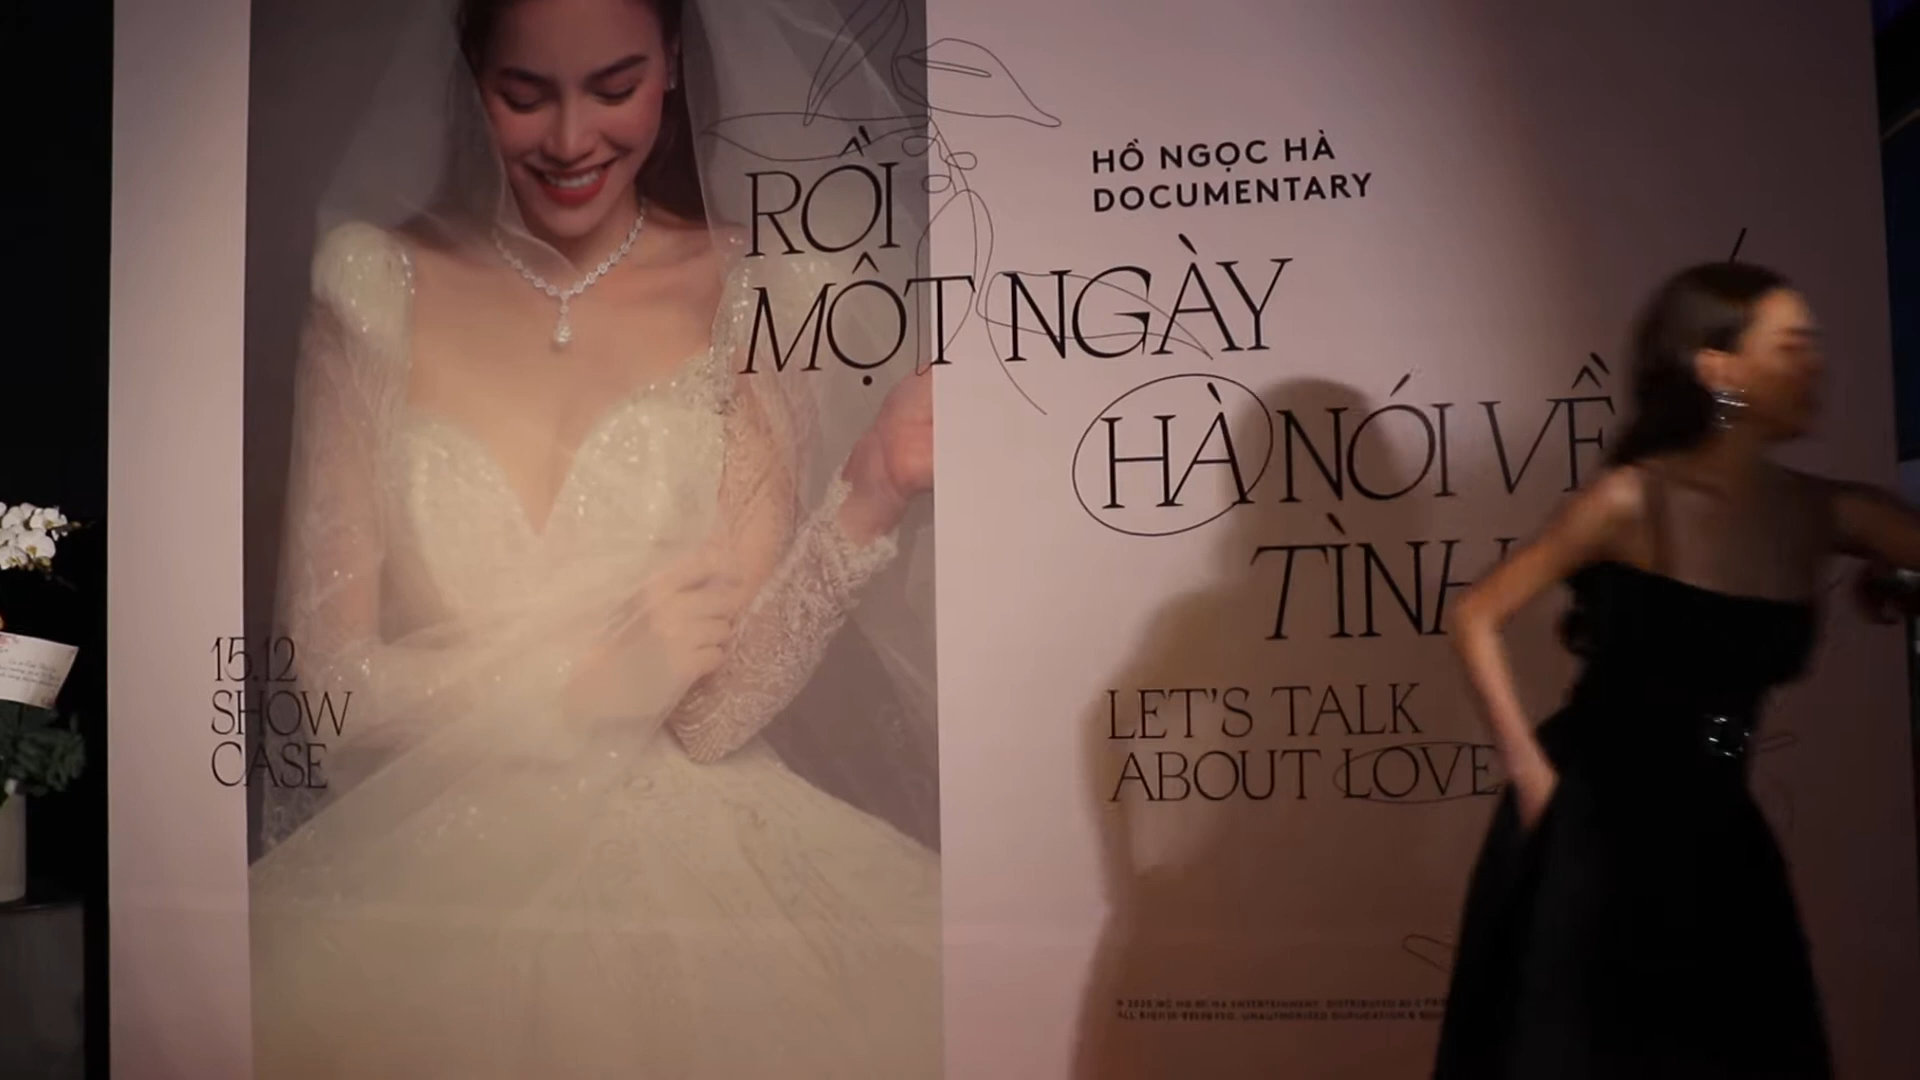 HỒ NGỌC HÀ
DOCUMENTARY
RỒI
MỘT NGÀY
HÀ NÓI VỀ
TÌNH
LET'S TALK
ABOUT LOVE
15.12
SHOW
CASE